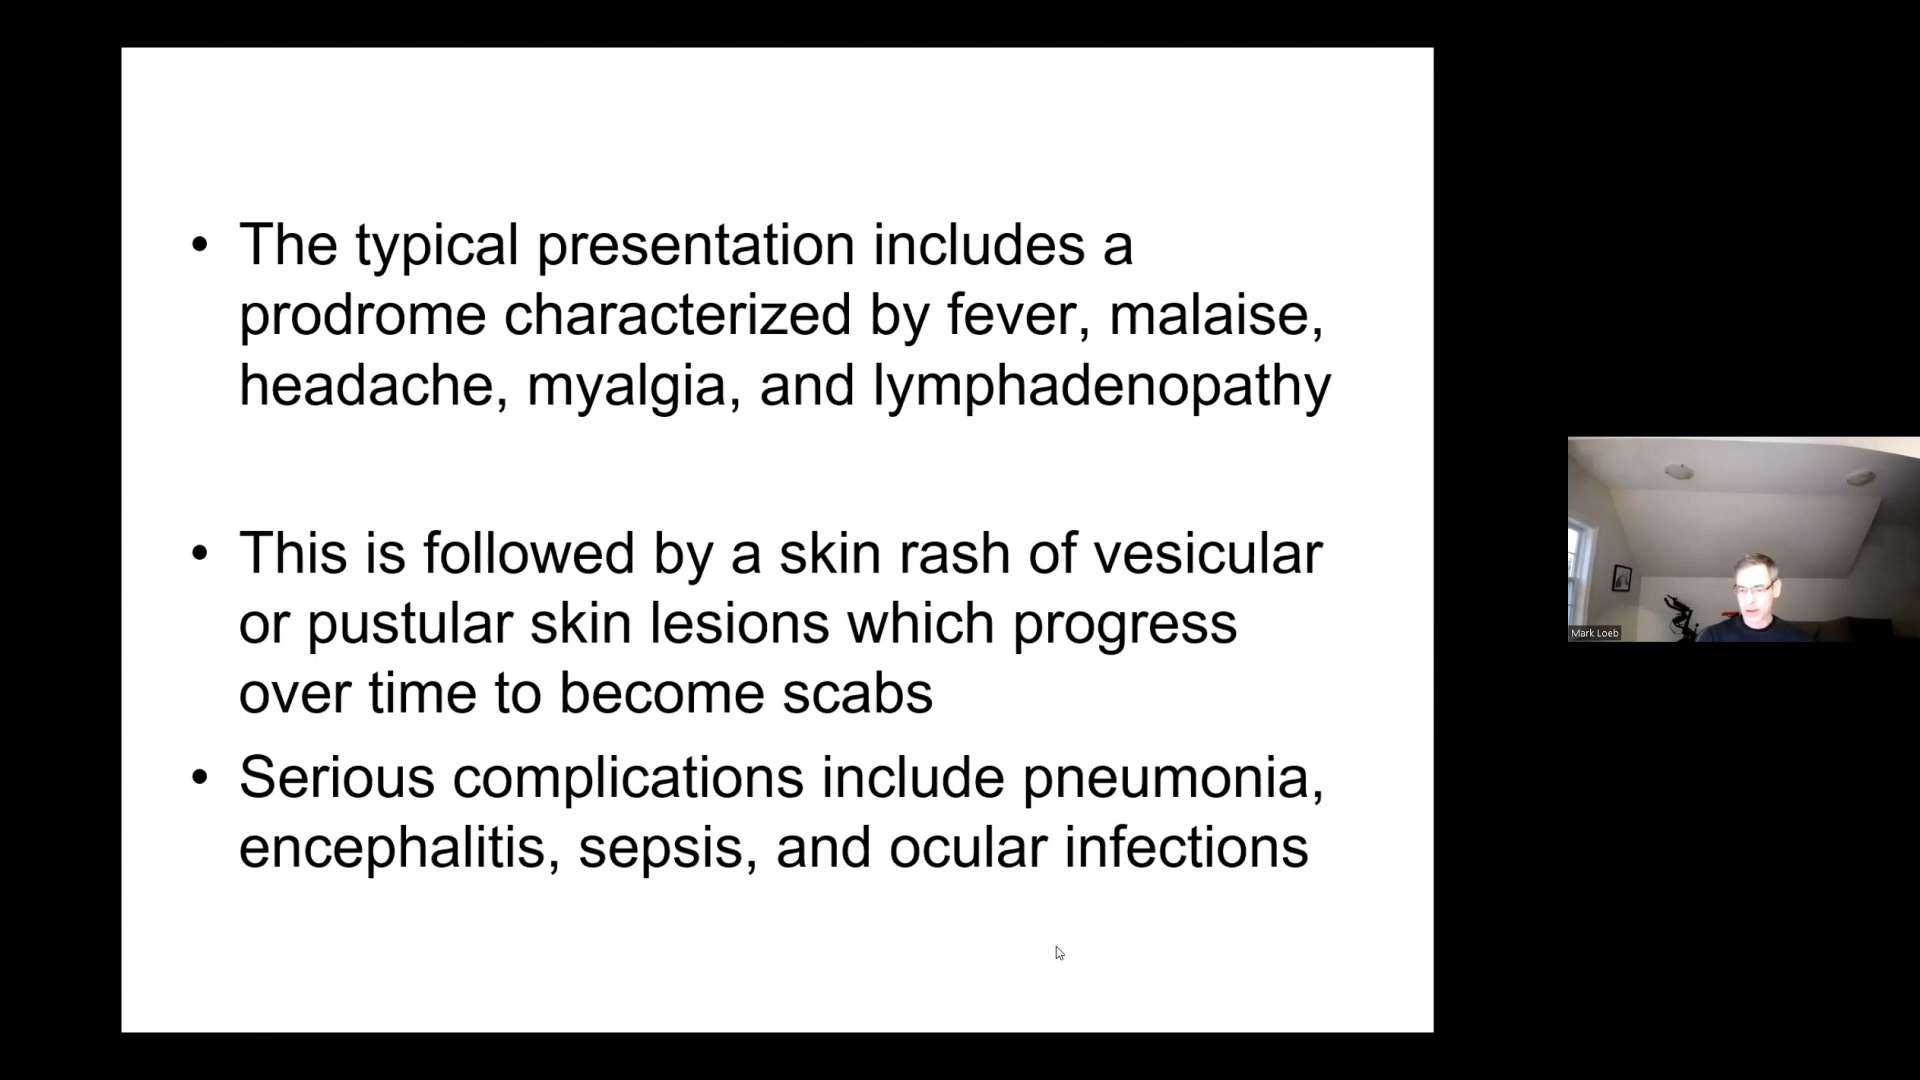 • The typical presentation includes a
prodrome characterized by fever, malaise,
headache, myalgia, and lymphadenopathy
• This is followed by a skin rash of vesicular
or pustular skin lesions which progress
over time to become scabs
• Serious complications include pneumonia,
encephalitis, sepsis, and ocular infections
Mark Loeb